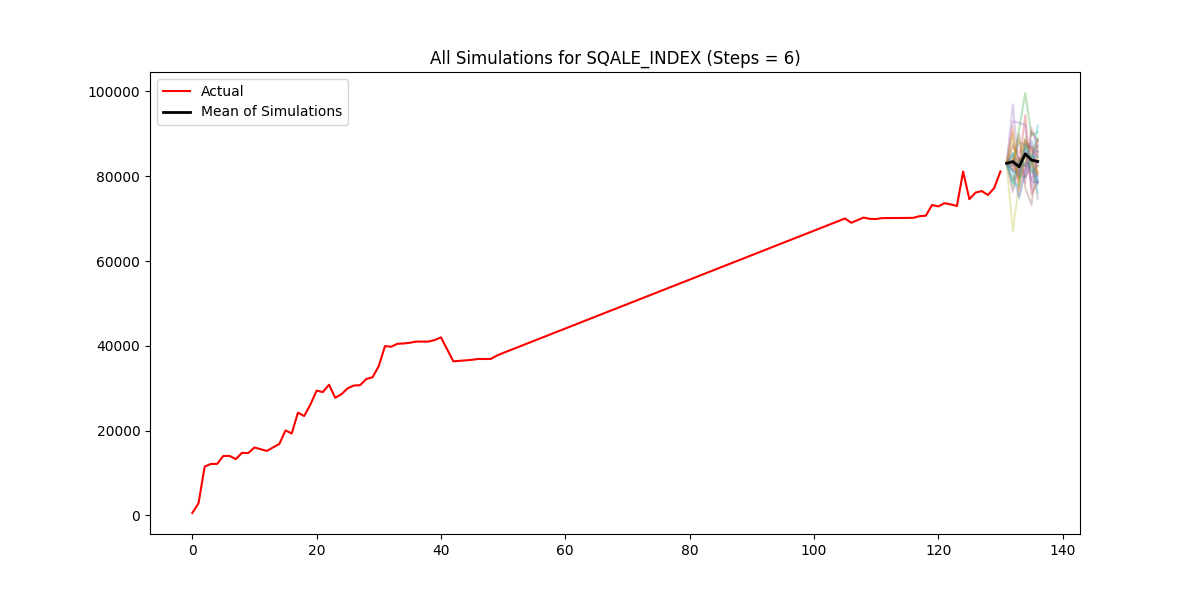 All Simulations for SQALE_INDEX (Steps = 6)
Actual
Mean of Simulations
100000
80000
60000
40000
20000
0
0 20 40 60 80 100 120 140